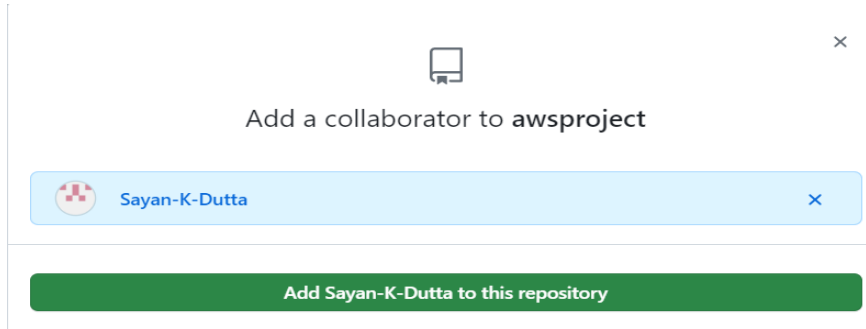 Add a collaborator to awsproject
Sayan-K-Dutta
Add Sayan-K-Dutta to this repository